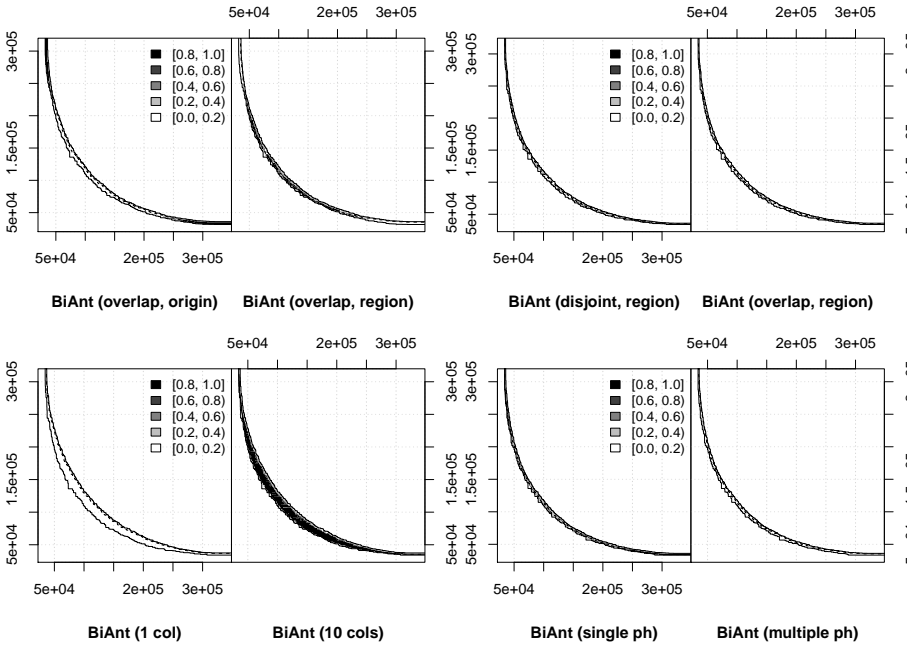 5e+04 2e+05 3e+05
5e+04 2e+05 3e+05
3e+05
1.5e+05
5e+04
[0.8, 1.0]
[0.6, 0.8)
[0.4, 0.6)
[0.2, 0.4)
[0.0, 0.2)
3e+05
1.5e+05
5e+04
[0.8, 1.0]
[0.6, 0.8)
[0.4, 0.6)
[0.2, 0.4)
[0.0, 0.2)
5e+04 2e+05 3e+05
5e+04 2e+05 3e+05
BiAnt (overlap, origin) BiAnt (overlap, region)
BiAnt (disjoint, region) BiAnt (overlap, region)
5e+04 2e+05 3e+05
5e+04 2e+05 3e+05
3e+05
1.5e+05
5e+04
[0.8, 1.0]
[0.6, 0.8)
[0.4, 0.6)
[0.2, 0.4)
[0.0, 0.2)
3e+05
1.5e+05
5e+04
[0.8, 1.0]
[0.6, 0.8)
[0.4, 0.6)
[0.2, 0.4)
[0.0, 0.2)
5e+04 2e+05 3e+05
5e+04 2e+05 3e+05
BiAnt (1 col) BiAnt (10 cols)
BiAnt (single ph) BiAnt (multiple ph)